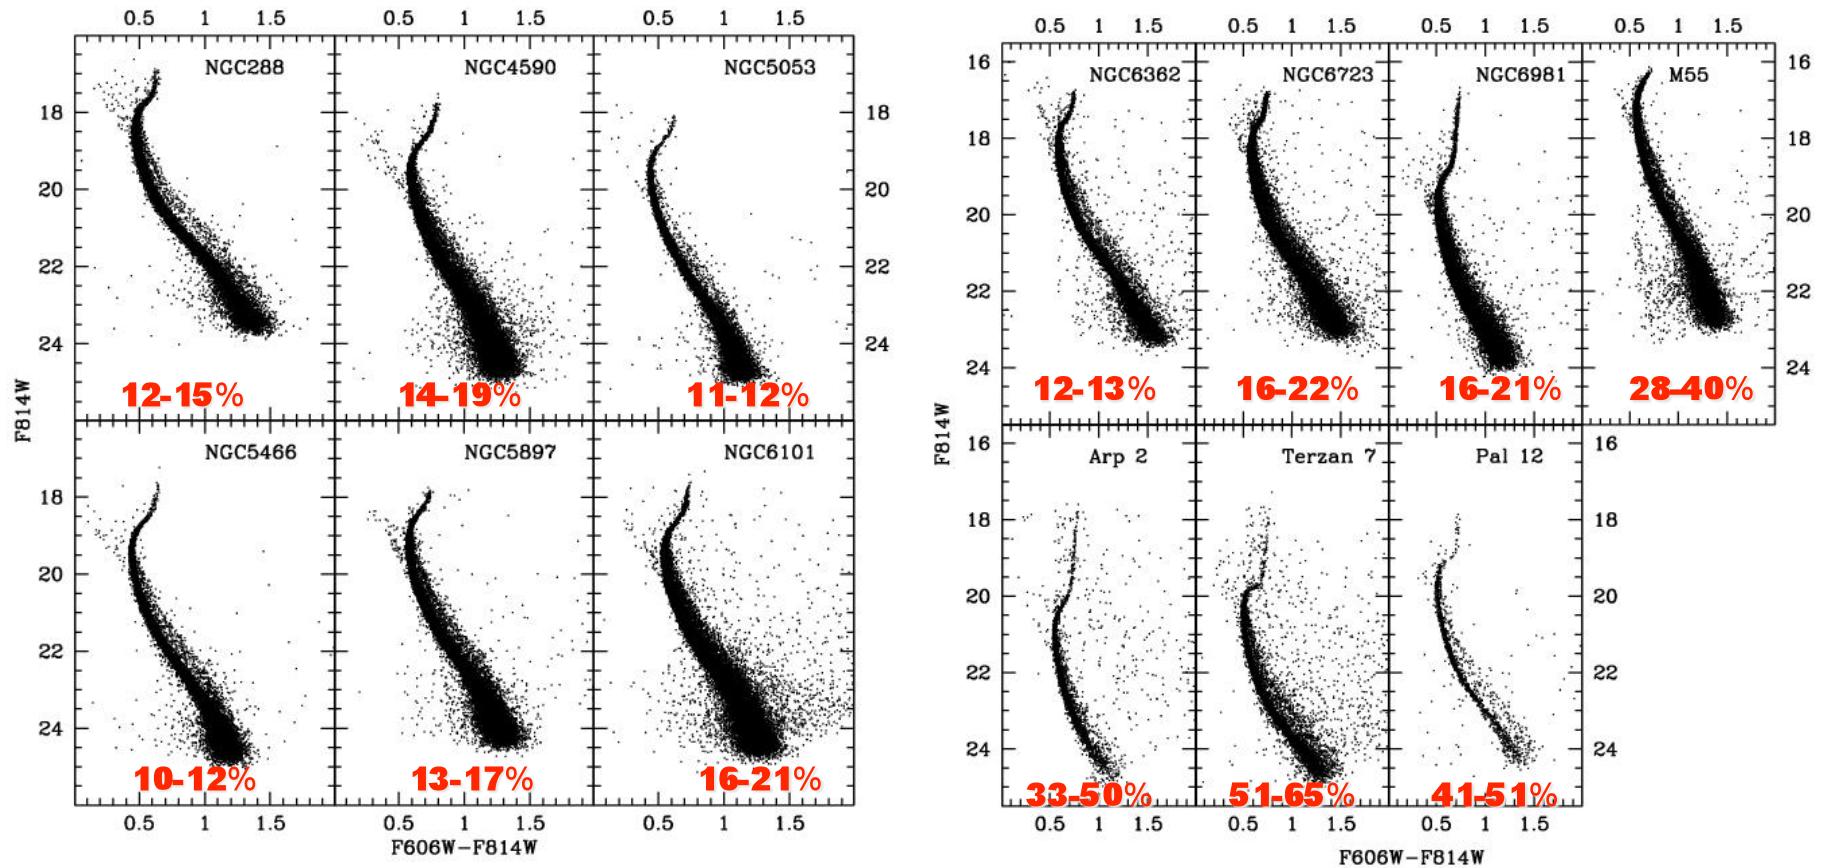 0.5 1 1.5 0.5 1 1.5 0.5 1 1.5
NGC288 NGC4590 NGC5053
18 18
20 20
22 22
24 24
12-15% 14-19% 11-12%
F814W
NGC5466 NGC5897 NGC6101
18 18
20 20
22 22
24 24
10-12% 13-17% 16-21%
0.5 1 1.5 0.5 1 1.5 0.5 1 1.5
F606W-F814W
0.5 1 1.5 0.5 1 1.5 0.5 1 1.5 0.5 1 1.5
16 16
NGC6362 NGC6723 NGC6981 M55
18 18
20 20
22 22
24 24
12-13% 16-22% 16-21% 28-40%
F814W
16 16
Arp 2 Terzan 7 Pal 12
18 18
20 20
22 22
24 24
33-50% 51-65% 41-51%
0.5 1 1.5 0.5 1 1.5 0.5 1 1.5
F606W-F814W